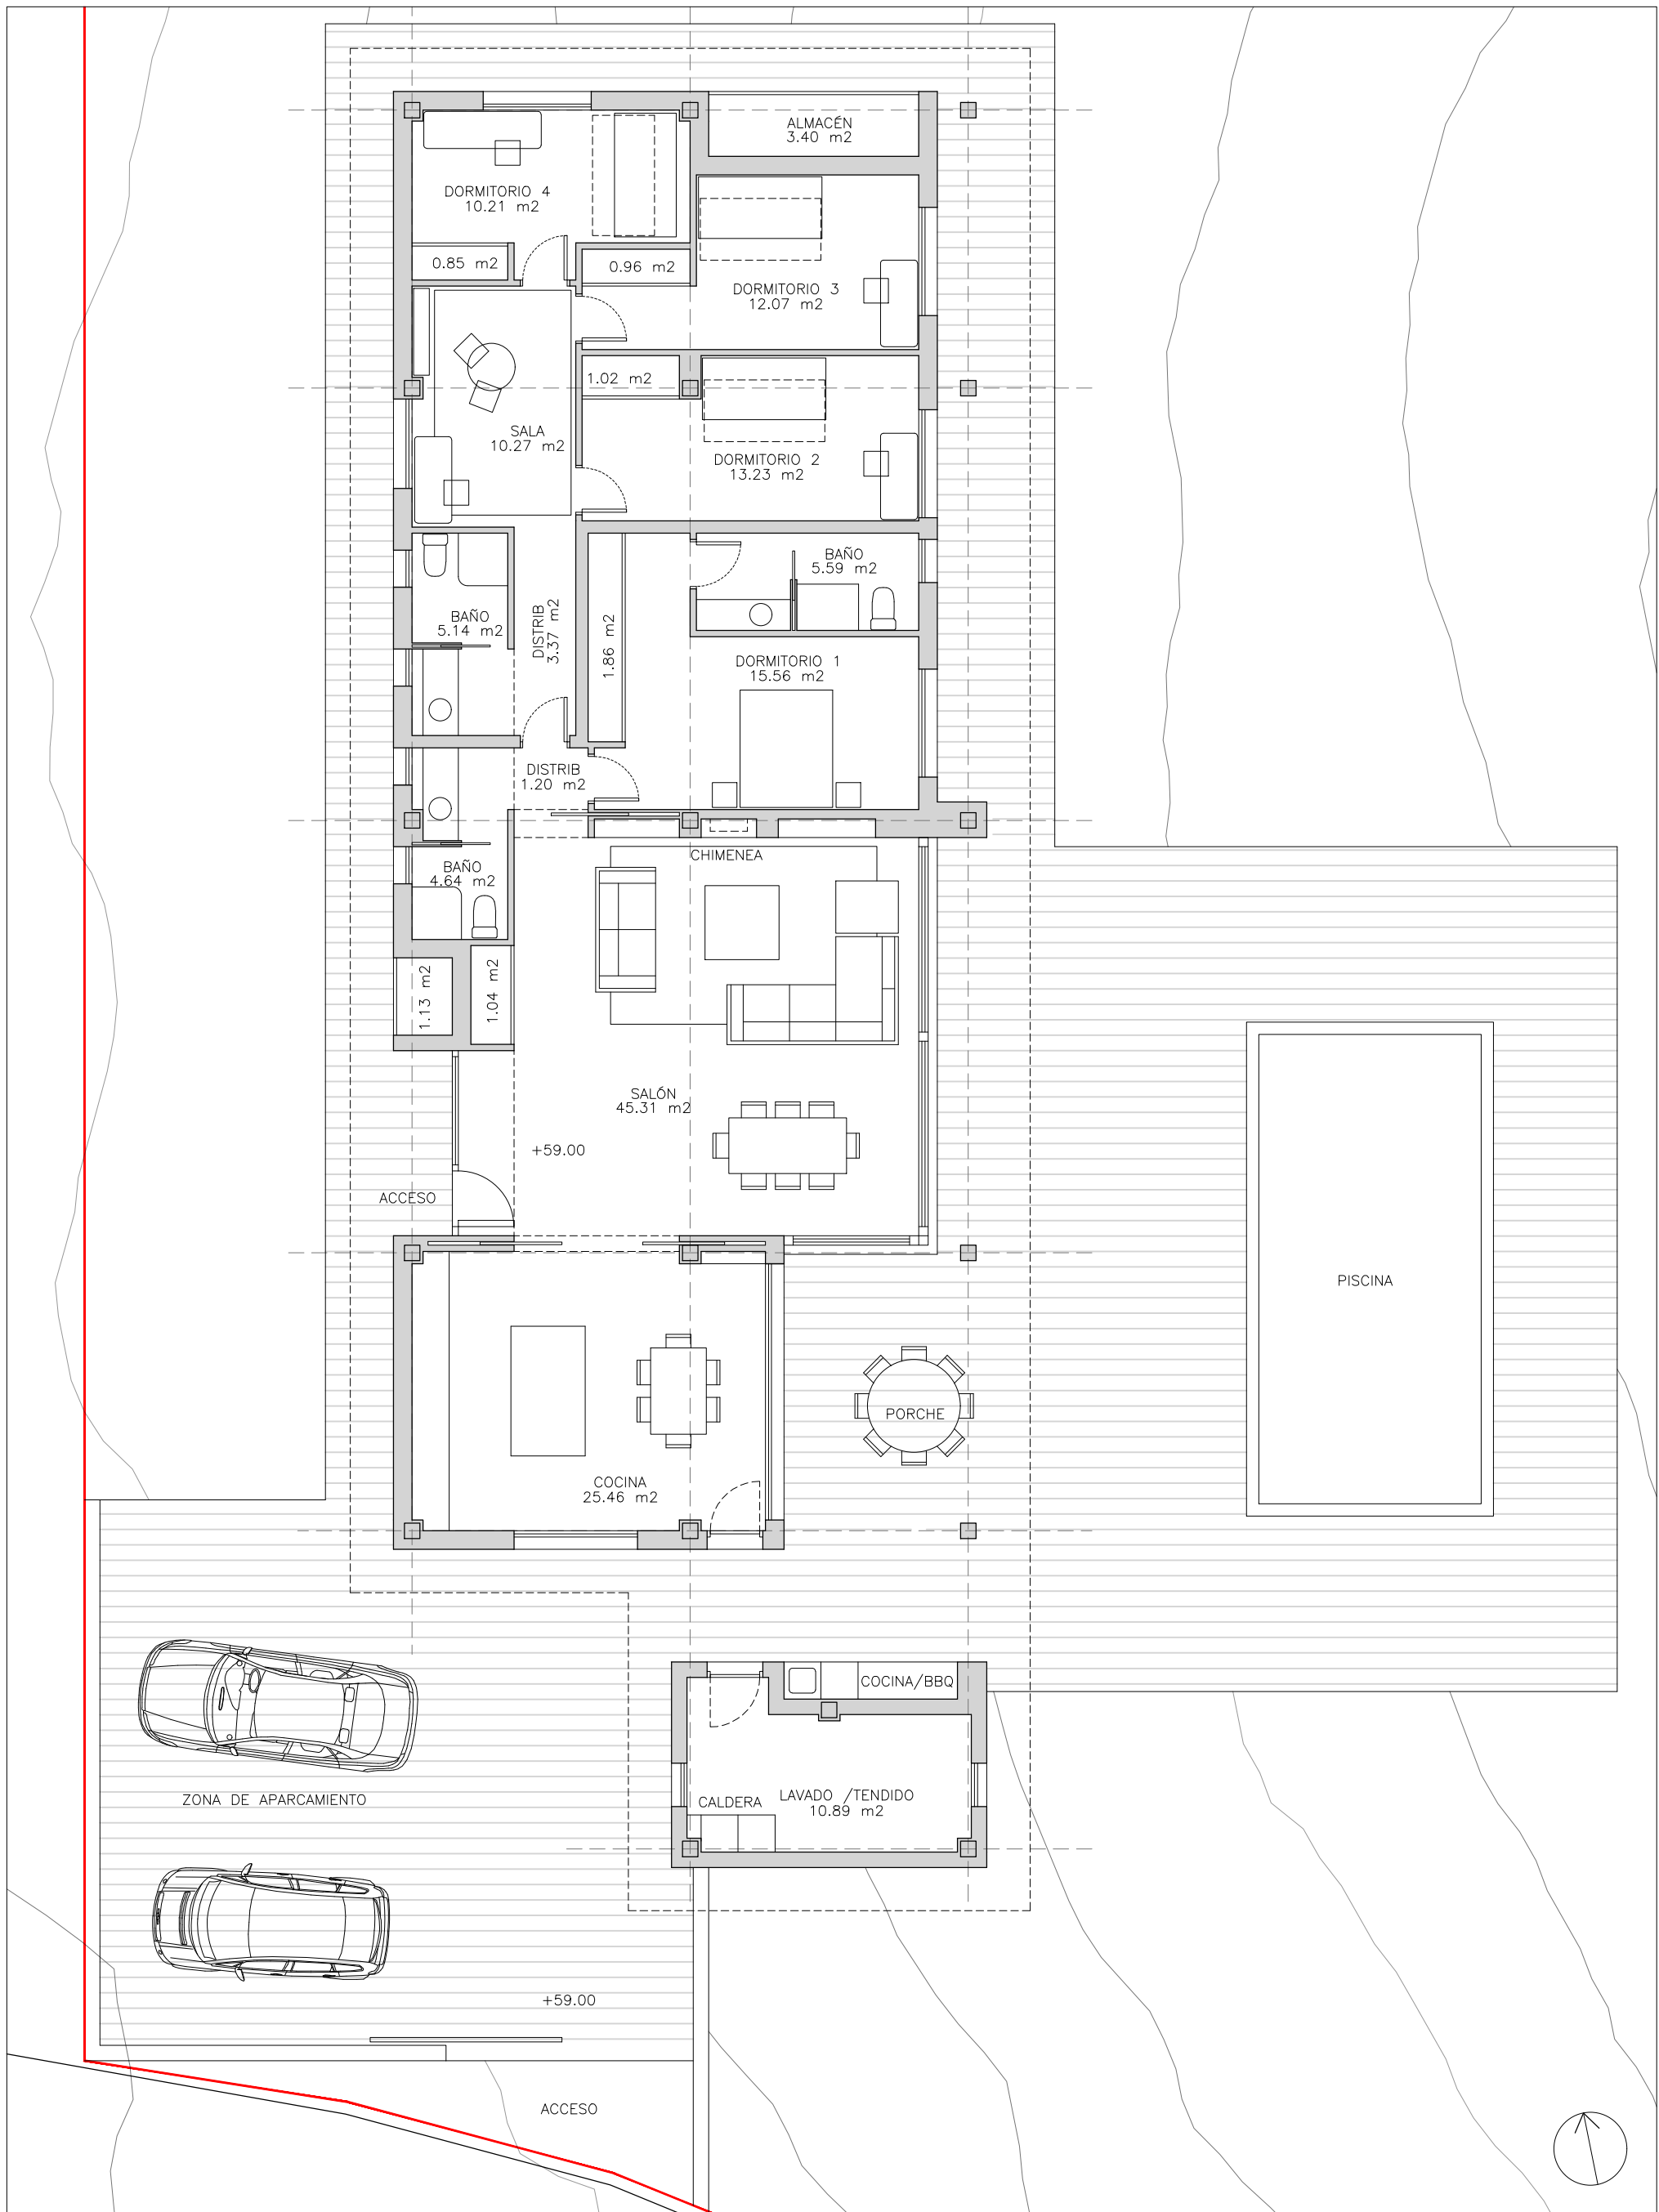 ALMACÉN
3.40 m2
DORMITORIO 4
10.21 m2
0.85 m2
0.96 m2
DORMITORIO 3
12.07 m2
1.02 m2
SALA
10.27 m2
DORMITORIO 2
13.23 m2
BAÑO
5.59 m2
BAÑO
5.14 m2
DISTRIB
3.37 m2
1.86 m2
DORMITORIO 1
15.56 m2
DISTRIB
1.20 m2
CHIMENEA
BAÑO
4.64 m2
1.13 m2
1.04 m2
SALÓN
45.31 m2
+59.00
ACCESO
PISCINA
PORCHE
COCINA
25.46 m2
COCINA/BBQ
ZONA DE APARCAMIENTO
CALDERA
LAVADO /TENDIDO
10.89 m2
+59.00
ACCESO